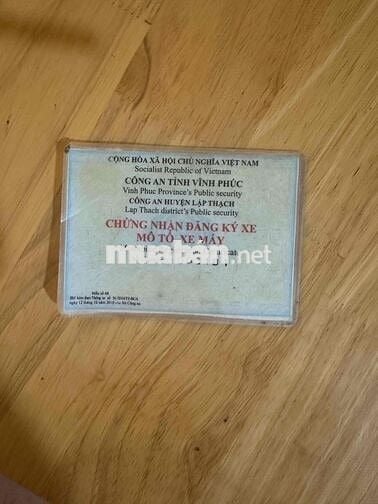 CỘNG HÒA XÃ HỘI CHỦ NGHĨA VIỆT NAM
Socialist Republic of Vietnam
CÔNG AN TỈNH VĨNH PHÚC
Vinh Phuc Province's Public security
CÔNG AN HUYỆN LẬP THẠCH
Lap Thach district's Public security
CHỨNG NHẬN ĐĂNG KÝ XE
MÔ TÔ, XE MÁY
muaban.net